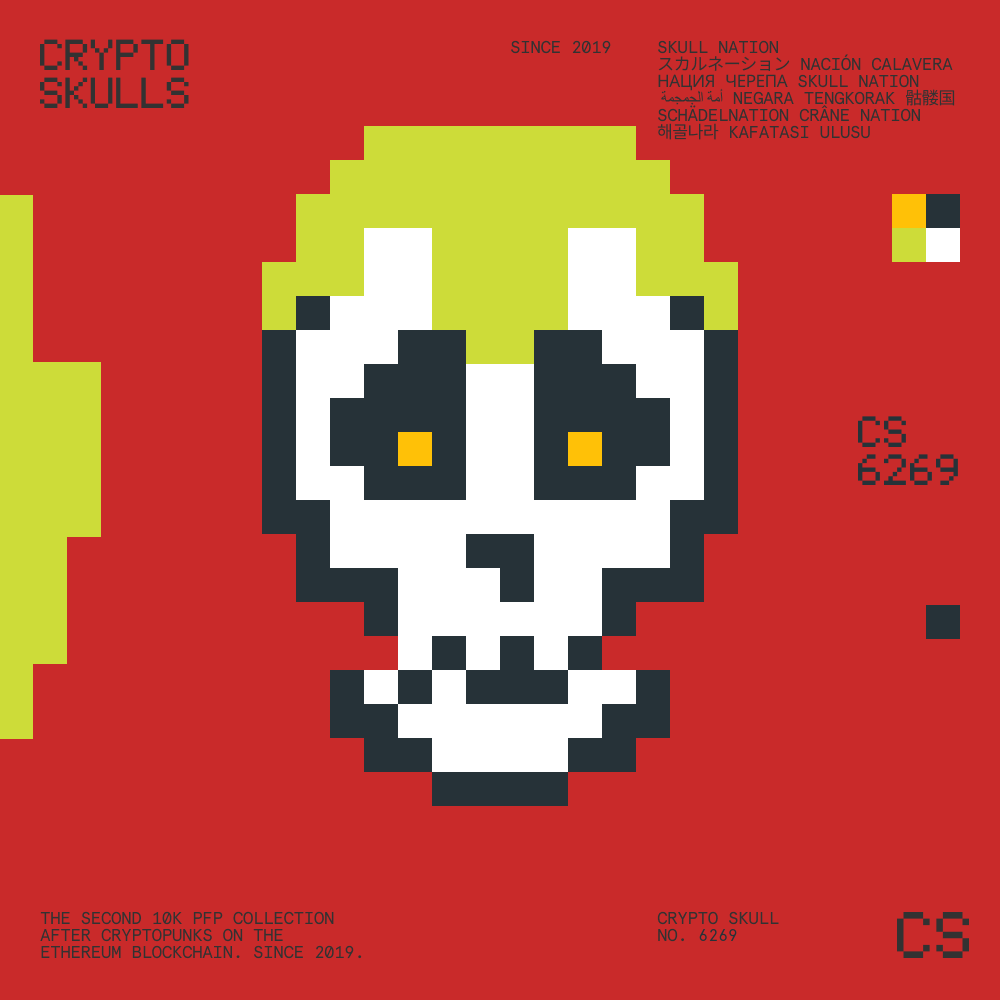 CRYPTO
SKULLS
SINCE 2019
SKULL NATION
スカルネーション NACIÓN CALAVERA
НАЦИЯ ЧЕРЕПА SKULL NATION
أمة الجمجمة NEGARA TENGKORAK 骷髅国
SCHÄDELNATION CRÂNE NATION
해골나라 KAFATASI ULUSU
CS
6269
THE SECOND 10K PFP COLLECTION
AFTER CRYPTOPUNKS ON THE
ETHEREUM BLOCKCHAIN. SINCE 2019.
CRYPTO SKULL
NO. 6269
CS